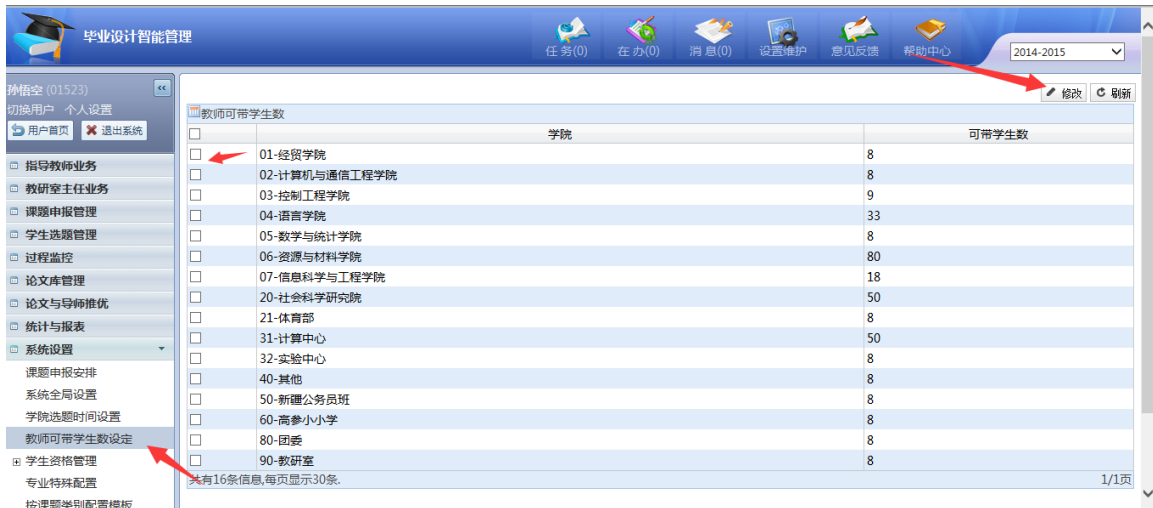 毕业设计智能管理
任 务(0)
在 办(0)
消 息(0)
设置维护
意见反馈
帮助中心
2014-2015
孙悟空 (01523)
切换用户 个人设置
用户首页 退出系统
指导教师业务
教研室主任业务
课题申报管理
学生选题管理
过程监控
论文库管理
论文与导师推优
统计与报表
系统设置
课题申报安排
系统全局设置
学院选题时间设置
教师可带学生数设定
学生资格管理
专业特殊配置
按课题类别配置模板
修改 刷新
教师可带学生数
学院 可带学生数
01-经贸学院 8
02-计算机与通信工程学院 8
03-控制工程学院 9
04-语言学院 33
05-数学与统计学院 8
06-资源与材料学院 80
07-信息科学与工程学院 18
20-社会科学研究院 50
21-体育部 8
31-计算中心 50
32-实验中心 8
40-其他 8
50-新疆公务员班 8
60-高参小小学 8
80-团委 8
90-教研室 8
共有16条信息,每页显示30条. 1/1页